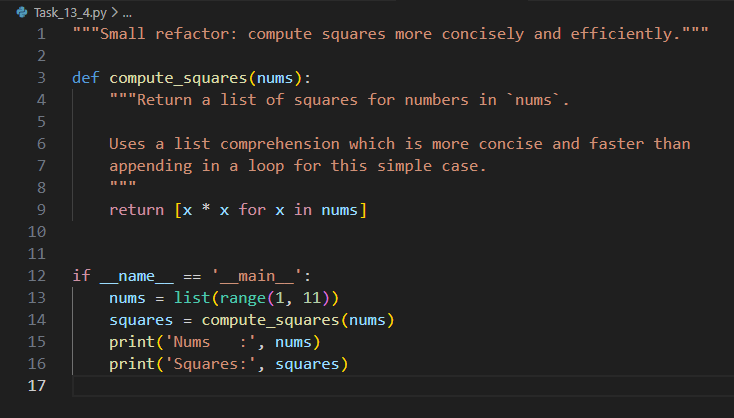 Task_13_4.py > ...
1 """Small refactor: compute squares more concisely and efficiently."""
2
3 def compute_squares(nums):
4     """Return a list of squares for numbers in `nums`.
5
6     Uses a list comprehension which is more concise and faster than
7     appending in a loop for this simple case.
8     """
9     return [x * x for x in nums]
10
11
12 if __name__ == '__main__':
13     nums = list(range(1, 11))
14     squares = compute_squares(nums)
15     print('Nums   :', nums)
16     print('Squares:', squares)
17